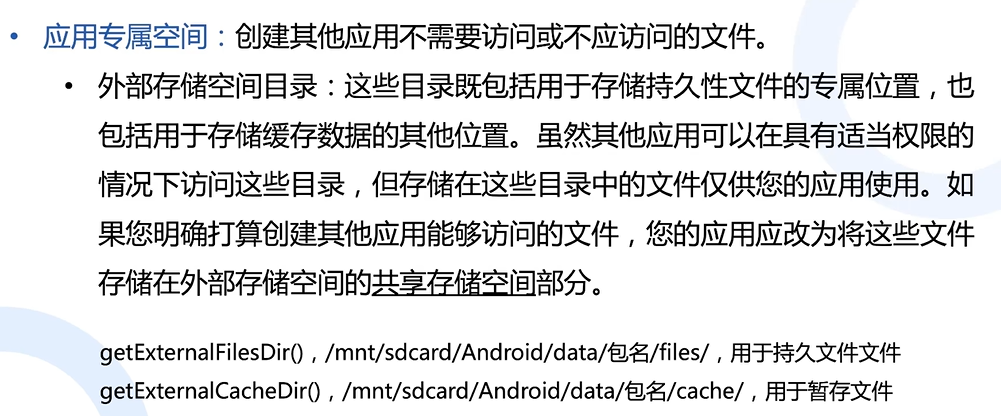 • 应用专属空间：创建其他应用不需要访问或不应访问的文件。
• 外部存储空间目录：这些目录既包括用于存储持久性文件的专属位置，也
包括用于存储缓存数据的其他位置。虽然其他应用可以在具有适当权限的
情况下访问这些目录，但存储在这些目录中的文件仅供您的应用使用。如
果您明确打算创建其他应用能够访问的文件，您的应用应改为将这些文件
存储在外部存储空间的共享存储空间部分。
getExternalFilesDir()，/mnt/sdcard/Android/data/包名/files/，用于持久文件文件
getExternalCacheDir()，/mnt/sdcard/Android/data/包名/cache/，用于暂存文件